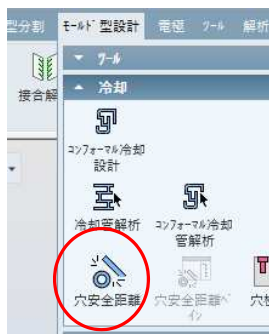 型分割 ﾓｰﾙﾄﾞ型設計 電極 ﾂｰﾙ 解析
接合解
ﾂｰﾙ
冷却
ｺﾝﾌｫｰﾏﾙ冷却
設計
冷却管解析 ｺﾝﾌｫｰﾏﾙ冷却
管解析
穴安全距離 穴安全距離ﾍﾟ
ｲﾝ
穴検